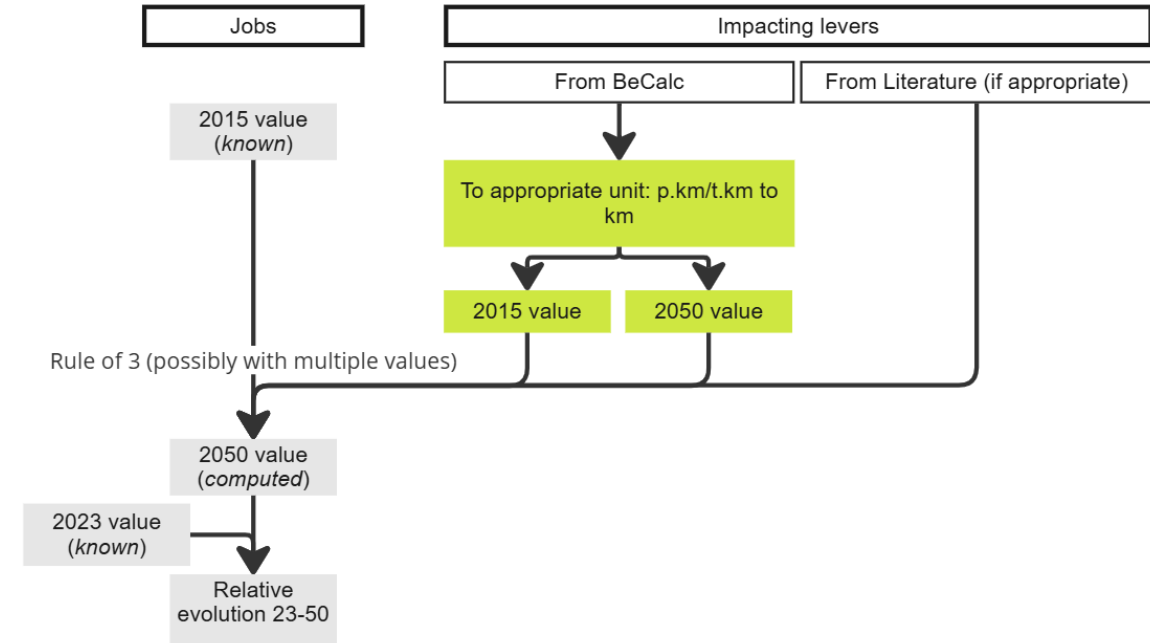 Jobs
Impacting levers
From BeCalc
From Literature (if appropriate)
2015 value
(known)
To appropriate unit: p.km/t.km to
km
2015 value
2050 value
Rule of 3 (possibly with multiple values)
2050 value
(computed)
2023 value
(known)
Relative
evolution 23-50